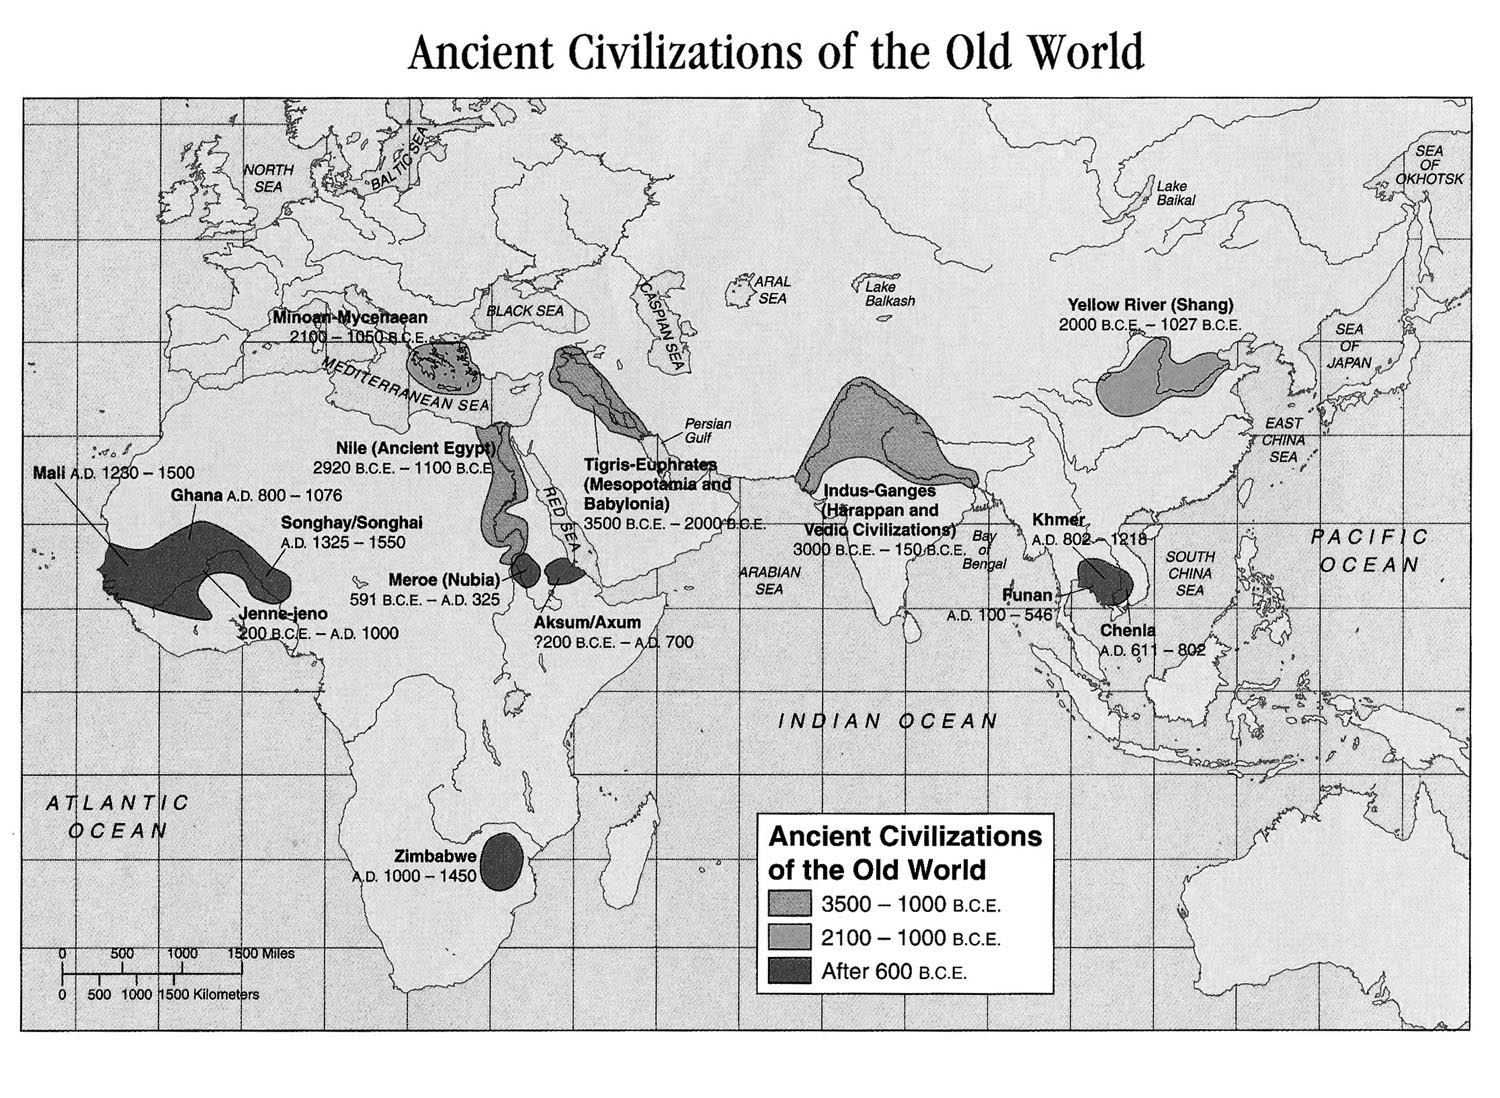 Ancient Civilizations of the Old World
NORTH
SEA
BALTIC SEA
SEA
OF
OKHOTSK
Lake
Baikal
ARAL
SEA
Lake
Balkash
CASPIAN SEA
BLACK SEA
Minoan-Mycenaean
2100 – 1050 B.C.E.
MEDITERRANEAN SEA
Yellow River (Shang)
2000 B.C.E. – 1027 B.C.E.
SEA
OF
JAPAN
EAST
CHINA
SEA
Persian
Gulf
Nile (Ancient Egypt)
2920 B.C.E. – 1100 B.C.E.
Tigris-Euphrates
(Mesopotamia and
Babylonia)
3500 B.C.E. – 2000 B.C.E.
RED SEA
Mali A.D. 1230 – 1500
Ghana A.D. 800 – 1076
Songhay/Songhai
A.D. 1325 – 1550
Jenne-jeno
200 B.C.E. – A.D. 1000
Meroe (Nubia)
591 B.C.E. – A.D. 325
Aksum/Axum
?200 B.C.E. – A.D. 700
Indus-Ganges
(Harappan and
Vedic Civilizations)
3000 B.C.E. – 150 B.C.E.
ARABIAN
SEA
Bay
of
Bengal
Khmer
A.D. 802 – 1218
Funan
A.D. 100 – 546
Chenla
A.D. 611 – 802
SOUTH
CHINA
SEA
PACIFIC
OCEAN
INDIAN OCEAN
ATLANTIC
OCEAN
Zimbabwe
A.D. 1000 – 1450
0 500 1000 1500 Miles
0 500 1000 1500 Kilometers
Ancient Civilizations
of the Old World
3500 – 1000 B.C.E.
2100 – 1000 B.C.E.
After 600 B.C.E.